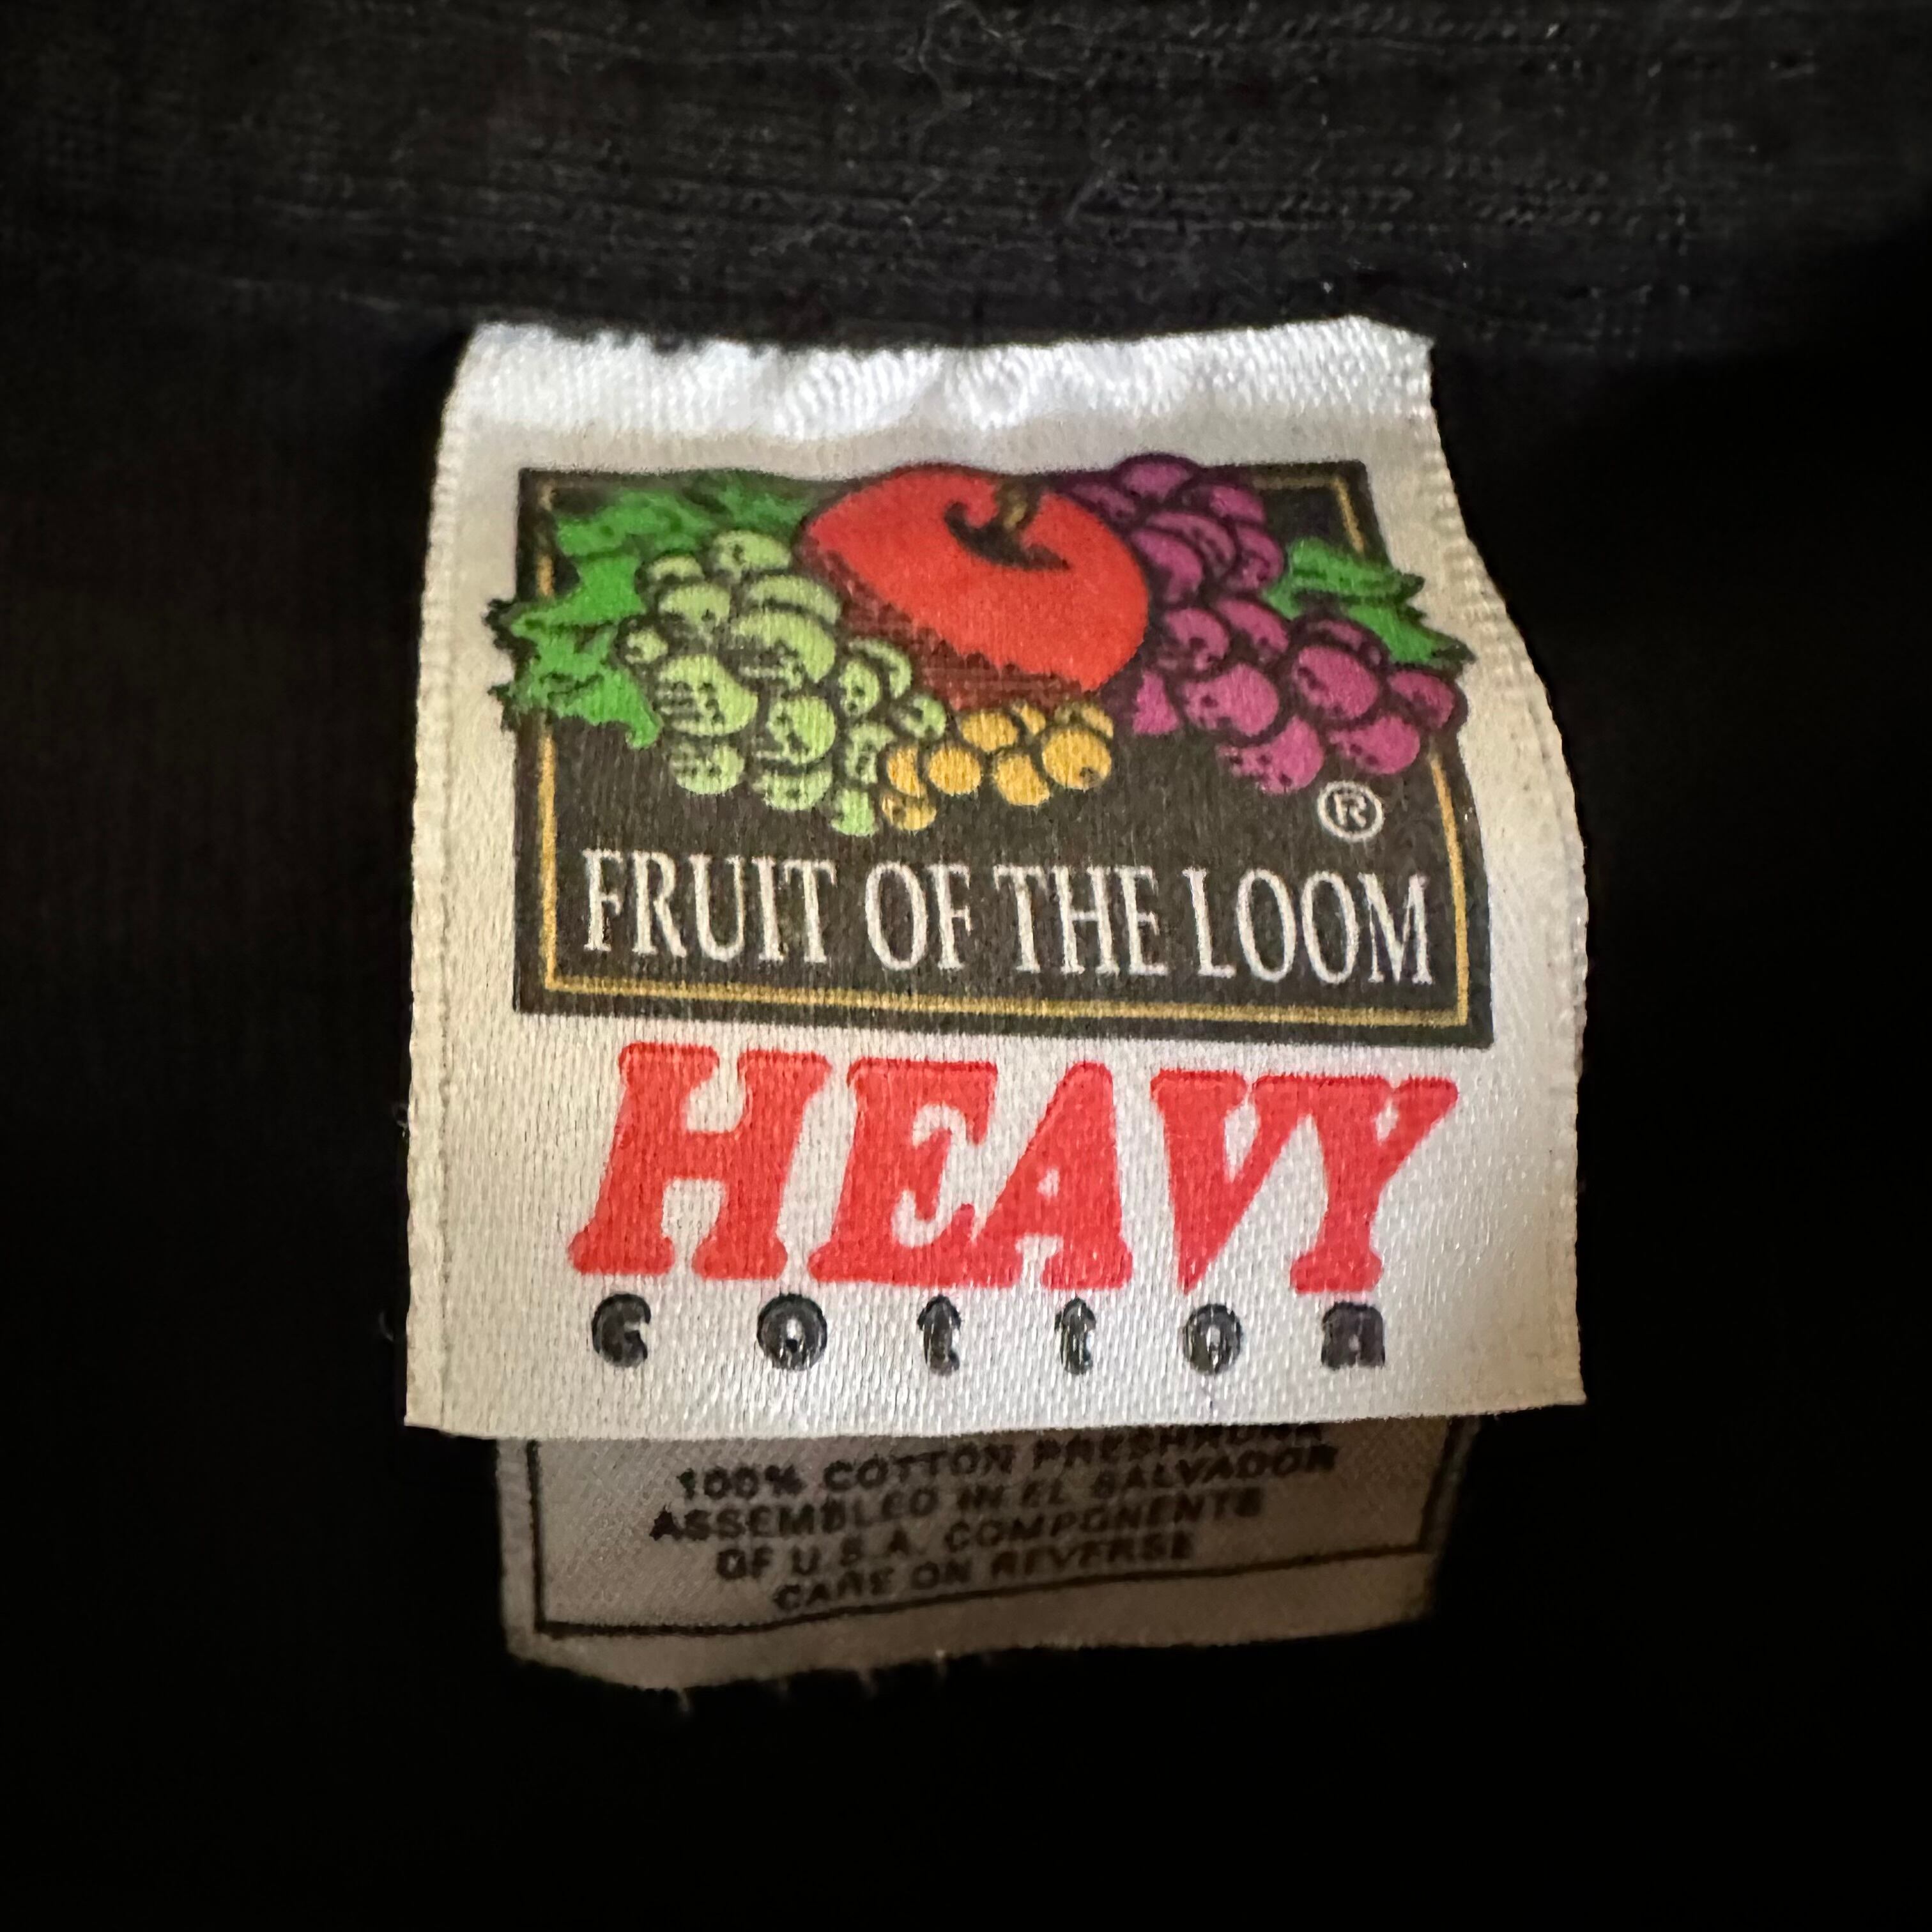 ®
FRUIT OF THE LOOM
HEAVY
cotton
100% COTTON PRESHRUNK
ASSEMBLED IN EL SALVADOR
OF U.S.A. COMPONENTS
CARE ON REVERSE